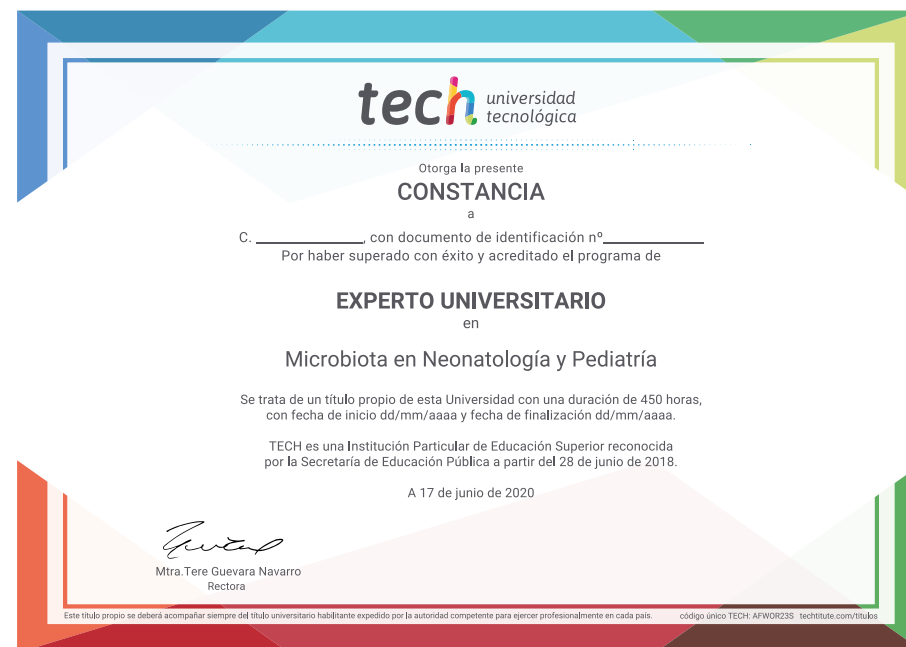 tech universidad
tecnológica
Otorga la presente
CONSTANCIA
a
C. ____________, con documento de identificación nº____________
Por haber superado con éxito y acreditado el programa de
EXPERTO UNIVERSITARIO
en
Microbiota en Neonatología y Pediatría
Se trata de un título propio de esta Universidad con una duración de 450 horas,
con fecha de inicio dd/mm/aaaa y fecha de finalización dd/mm/aaaa.
TECH es una Institución Particular de Educación Superior reconocida
por la Secretaría de Educación Pública a partir del 28 de junio de 2018.
A 17 de junio de 2020
Mtra.Tere Guevara Navarro
Rectora
Este título propio se deberá acompañar siempre del título universitario habilitante expedido por la autoridad competente para ejercer profesionalmente en cada país. código único TECH: AFWOR23S techtitute.com/titulos